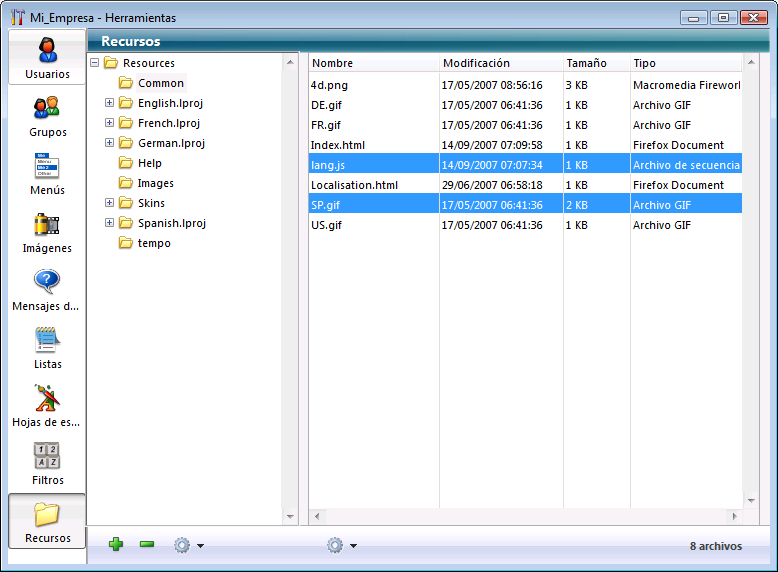 Mi_Empresa - Herramientas
Usuarios
Grupos
Menús
Imágenes
Mensajes d...
Listas
Hojas de es...
1 2
A Z
Filtros
Recursos
Recursos
Resources
Common
English.lproj
French.lproj
German.lproj
Help
Images
Skins
Spanish.lproj
tempo
Nombre Modificación Tamaño Tipo
4d.png 17/05/2007 08:56:16 3 KB Macromedia Firework
DE.gif 17/05/2007 06:41:36 1 KB Archivo GIF
FR.gif 17/05/2007 06:41:36 1 KB Archivo GIF
Index.html 14/09/2007 07:09:58 1 KB Firefox Document
lang.js 14/09/2007 07:07:34 1 KB Archivo de secuencia
Localisation.html 29/06/2007 06:58:18 1 KB Firefox Document
SP.gif 17/05/2007 06:41:36 2 KB Archivo GIF
US.gif 17/05/2007 06:41:36 1 KB Archivo GIF
8 archivos